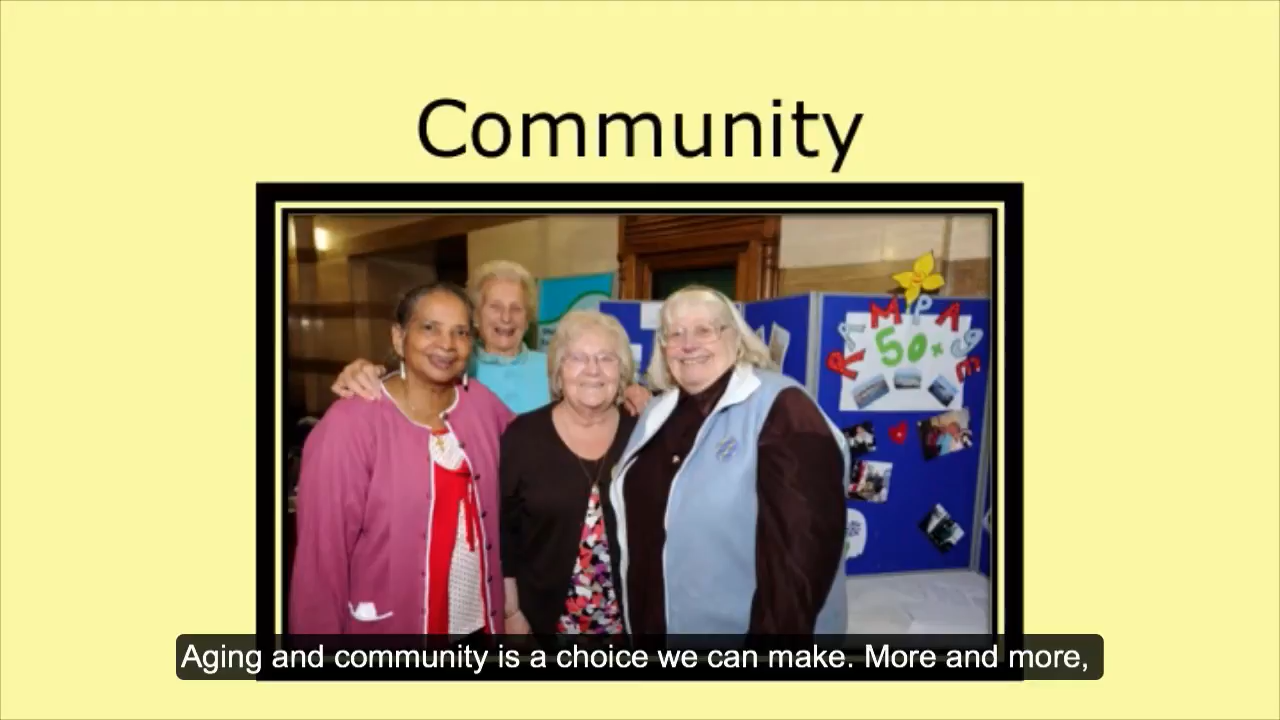 Community
50+
Aging and community is a choice we can make. More and more,